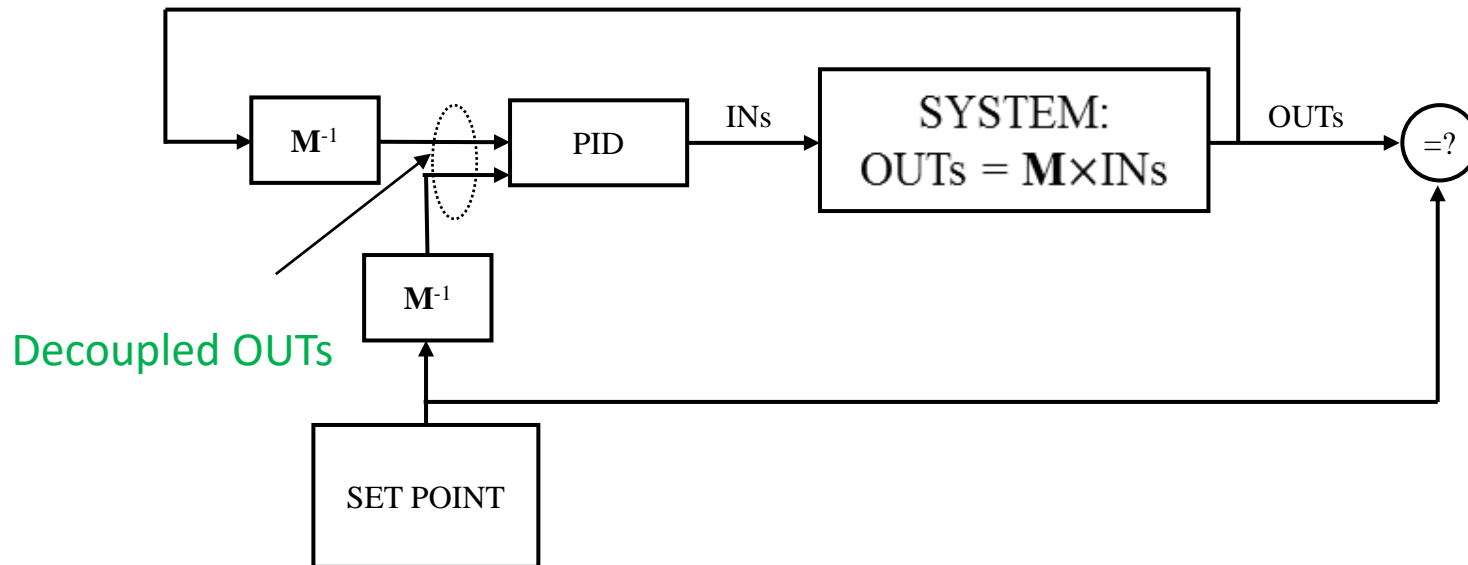 M-1
PID
INs
SYSTEM:
OUTs = M×INs
OUTs
=?
M-1
Decoupled OUTs
SET POINT